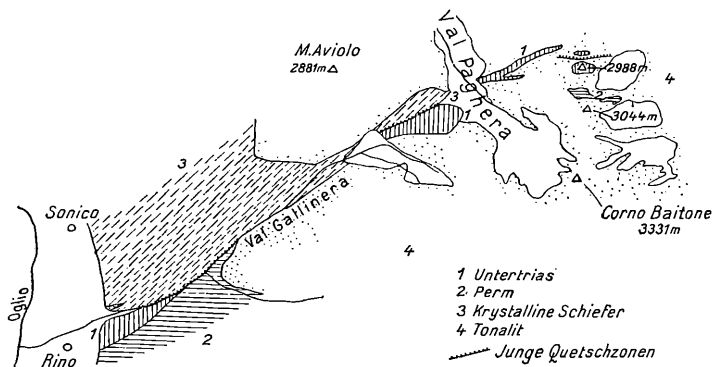 M. Aviolo
2881m
Val Paghera
1
2988m
4
3
2
3044m
1
3
Sonico
Val Gallinera
Corno Baitone
3331m
4
Oglio
1 Untertrias
2 Perm
3 Krystalline Schiefer
4 Tonalit
Junge Quetschzonen
1
2
Rino